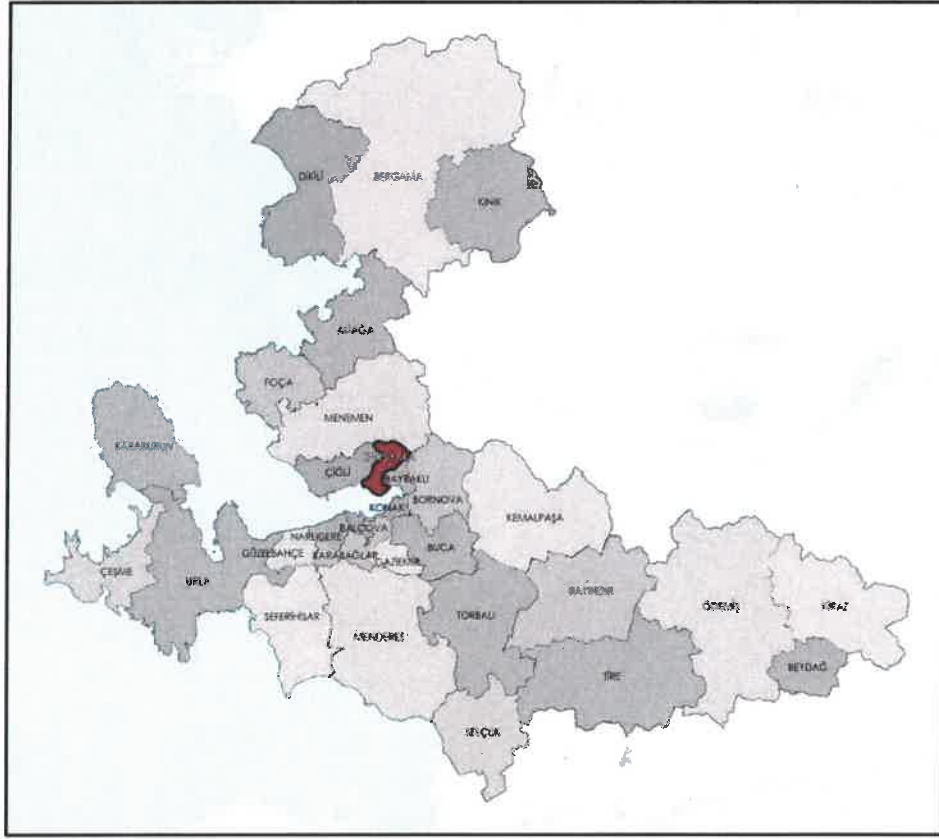 DİKİLİ
BERGAMA
KINIK
ALİAĞA
FOÇA
MENEMEN
KARABURUN
ÇİĞLİ
BAYRAKLI
BORNOVA
KONAK
KEMALPAŞA
BALÇOVA
NARLIDERE
GÜZELBAHÇE
KARABAĞLAR
GAZİEMİR
BUCA
ÇEŞME
URLA
SEFERİHİSAR
MENDERES
TORBALI
BAYINDIR
ÖDEMİŞ
KİRAZ
BEYDAĞ
TİRE
SELÇUK